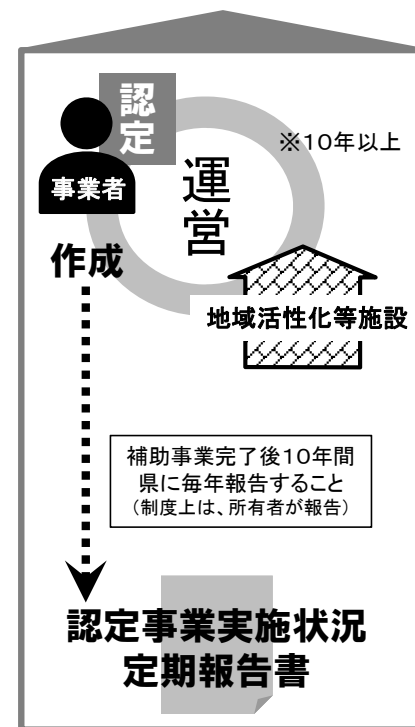 認定
事業者
運営
※10年以上
作成
地域活性化等施設
補助事業完了後10年間
県に毎年報告すること
(制度上は、所有者が報告)
認定事業実施状況
定期報告書